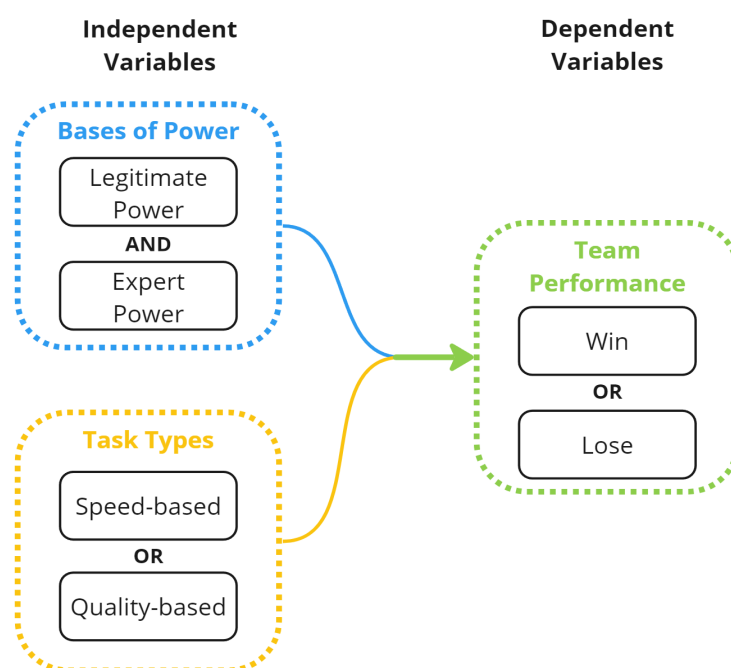 Independent
Variables
Dependent
Variables
Bases of Power
Legitimate
Power
AND
Expert
Power
Task Types
Speed-based
OR
Quality-based
Team
Performance
Win
OR
Lose